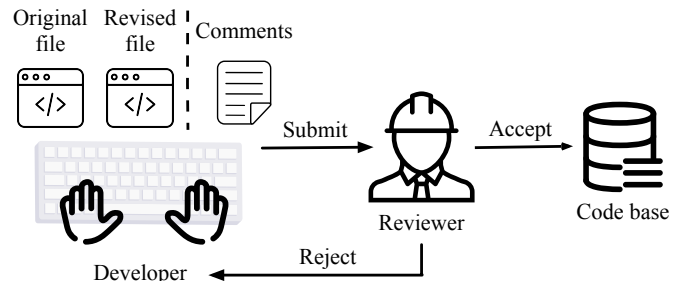 Original
file
Revised
file
Comments
</>
</>
Submit
Accept
Reviewer
Code base
Reject
Developer